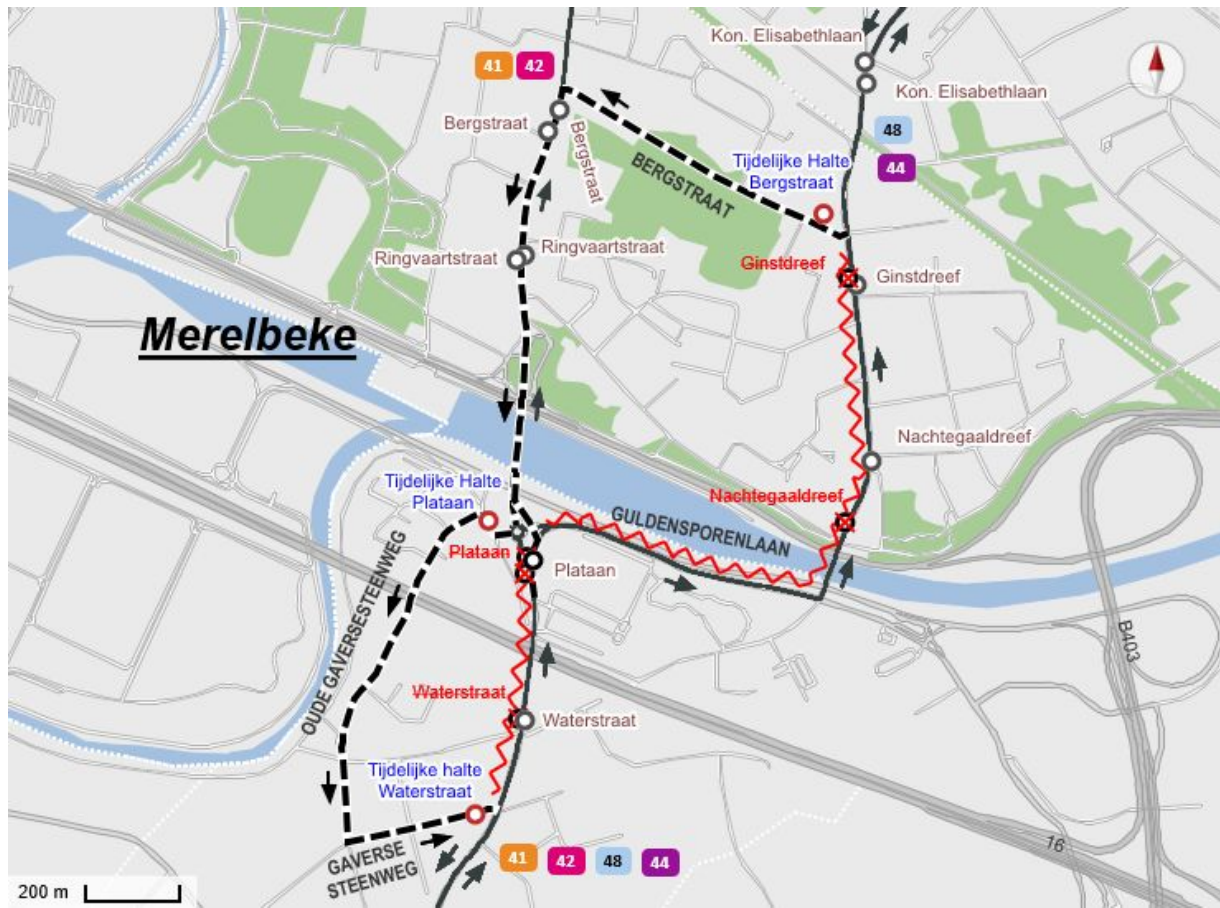 Kon. Elisabethlaan
41
42
Kon. Elisabethlaan
Bergstraat
Bergstraat
48
Tijdelijke Halte
Bergstraat
44
BERGSTRAAT
Ringvaartstraat
Ringvaartstraat
Ginstdreef
Ginstdreef
Merelbeke
Nachtegaaldreef
Tijdelijke Halte
Plataan
Nachtegaaldreef
GULDENSPORENLAAN
Plataan
Plataan
OUDE GAVERSESTEENWEG
B403
Waterstraat
Waterstraat
Tijdelijke halte
Waterstraat
16
GAVERSE
STEENWEG
41
42
48
44
200 m